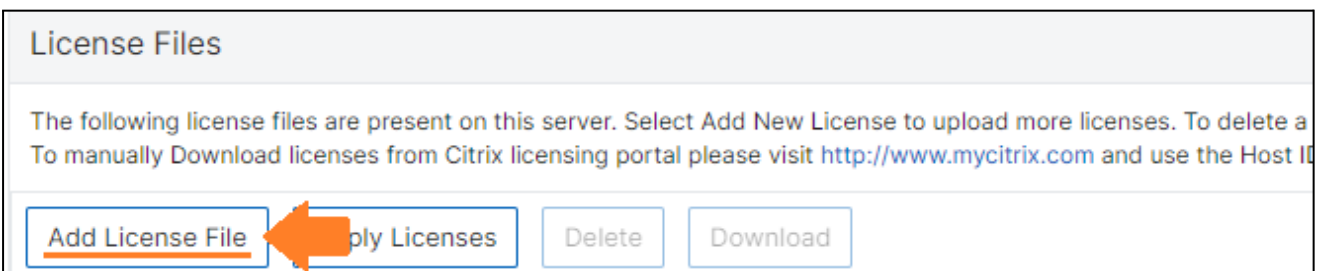 License Files
The following license files are present on this server. Select Add New License to upload more licenses. To delete a
To manually Download licenses from Citrix licensing portal please visit http://www.mycitrix.com and use the Host
Add License File ply Licenses Delete Download